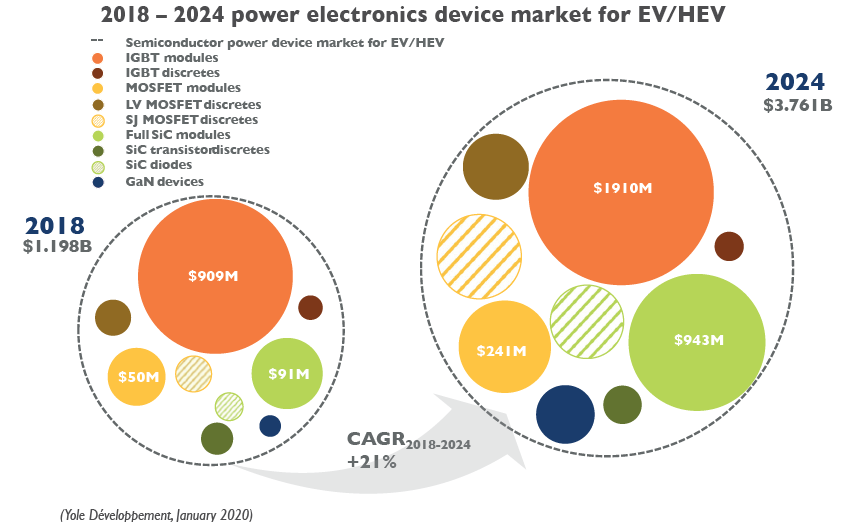 2018 – 2024 power electronics device market for EV/HEV
Semiconductor power device market for EV/HEV
IGBT modules
IGBT discretes
MOSFET modules
LV MOSFET discretes
SJ MOSFET discretes
Full SiC modules
SiC transistor discretes
SiC diodes
GaN devices
2024
$3.761B
2018
$1.198B
$1910M
$909M
$943M
$241M
$91M
$50M
CAGR2018-2024
+21%
(Yole Développement, January 2020)